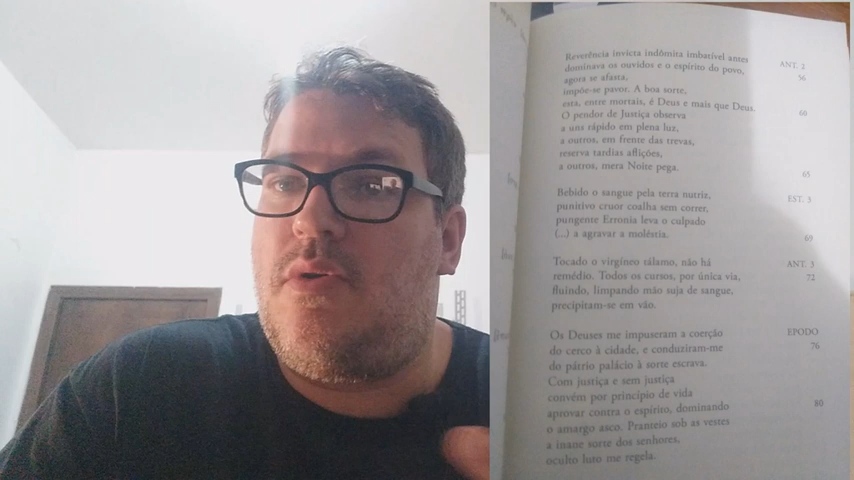 Reverência invicta indômita imbatível antes ANT. 2
dominava os ouvidos e o espírito do povo, 56
agora se afasta,
impõe-se pavor. A boa sorte,
esta, entre mortais, é Deus e mais que Deus.
O pendor de Justiça observa 60
a uns rápido em plena luz,
a outros, em frente das trevas,
reserva tardias aflições,
a outros, mera Noite pega. 65
Bebido o sangue pela terra nutriz, EST. 3
punitivo cruor coalha sem correr,
pungente Erronia leva o culpado
(...) a agravar a moléstia. 69
Tocado o virgíneo tálamo, não há ANT. 3
remédio. Todos os cursos, por única via, 72
fluindo, limpando mão suja de sangue,
precipitam-se em vão.
Os Deuses me impuseram a coerção EPODO
do cerco à cidade, e conduziram-me 76
do pátrio palácio à sorte escrava.
Com justiça e sem justiça
convém por princípio de vida
aprovar contra o espírito, dominando 80
o amargo asco. Pranteio sob as vestes
a inane sorte dos senhores,
oculto luto me regela.